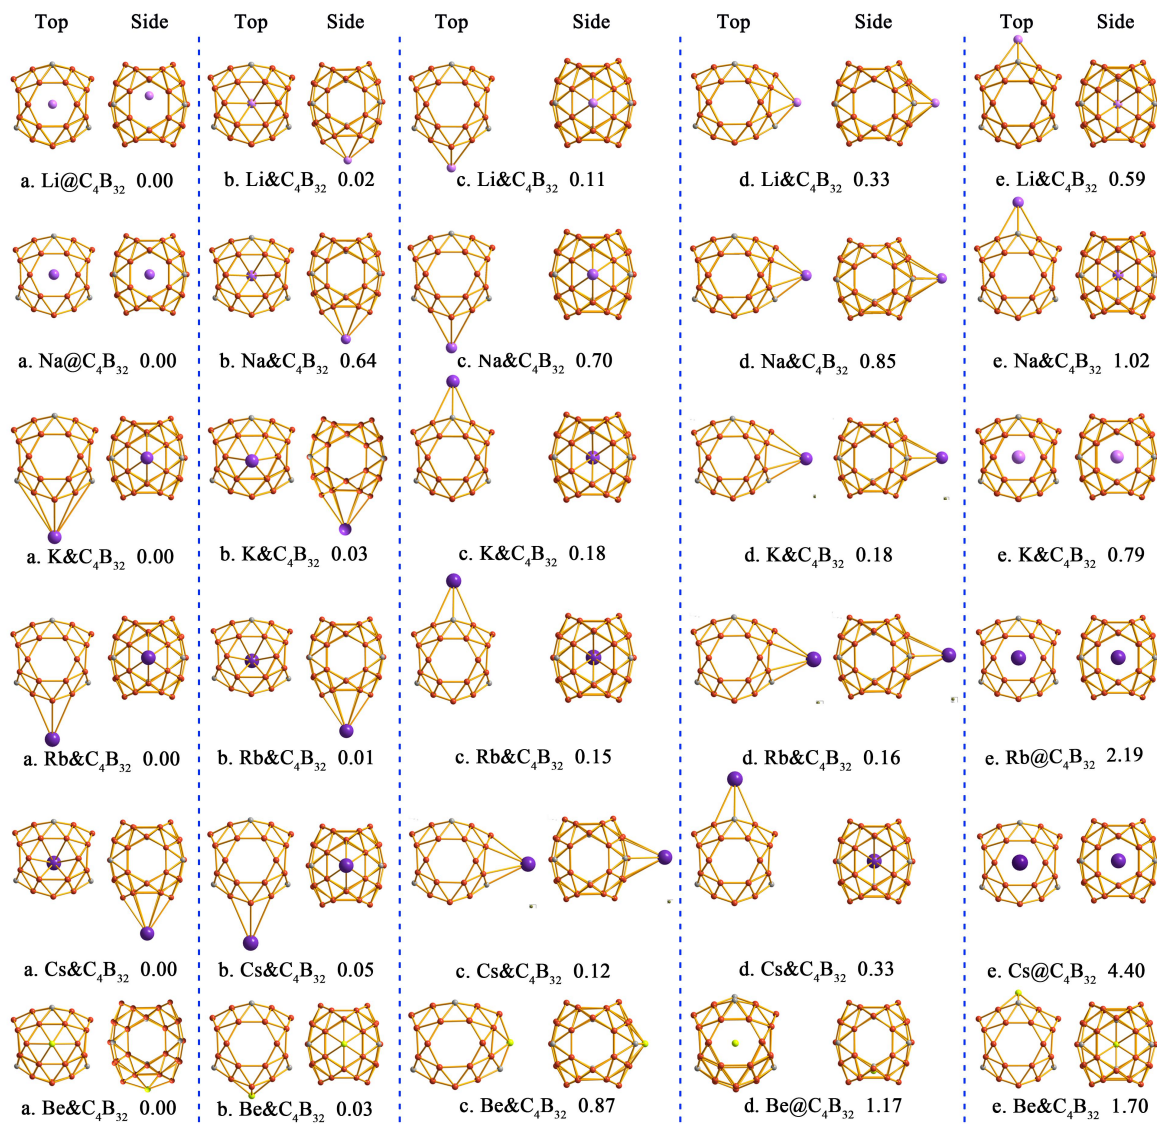 Top Side Top Side Top Side Top Side Top Side
a. Li@C4B32 0.00 b. Li&C4B32 0.02 c. Li&C4B32 0.11 d. Li&C4B32 0.33 e. Li&C4B32 0.59
a. Na@C4B32 0.00 b. Na&C4B32 0.64 c. Na&C4B32 0.70 d. Na&C4B32 0.85 e. Na&C4B32 1.02
a. K&C4B32 0.00 b. K&C4B32 0.03 c. K&C4B32 0.18 d. K&C4B32 0.18 e. K&C4B32 0.79
a. Rb&C4B32 0.00 b. Rb&C4B32 0.01 c. Rb&C4B32 0.15 d. Rb&C4B32 0.16 e. Rb@C4B32 2.19
a. Cs&C4B32 0.00 b. Cs&C4B32 0.05 c. Cs&C4B32 0.12 d. Cs&C4B32 0.33 e. Cs@C4B32 4.40
a. Be&C4B32 0.00 b. Be&C4B32 0.03 c. Be&C4B32 0.87 d. Be@C4B32 1.17 e. Be&C4B32 1.70